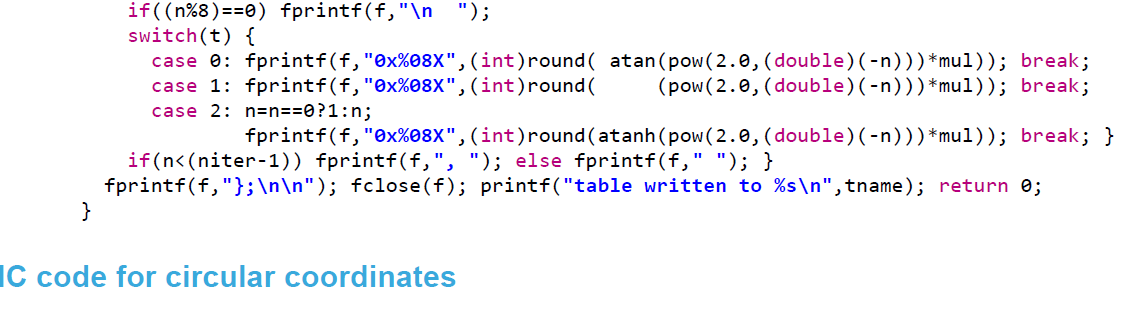 if((n%8)==0) fprintf(f,"\n  ");
switch(t) {
case 0: fprintf(f,"0x%08X",(int)round( atan(pow(2.0,(double)(-n)))*mul)); break;
case 1: fprintf(f,"0x%08X",(int)round(     (pow(2.0,(double)(-n)))*mul)); break;
case 2: n=n==0?1:n;
fprintf(f,"0x%08X",(int)round(atanh(pow(2.0,(double)(-n)))*mul)); break; }
if(n<(niter-1)) fprintf(f,", "); else fprintf(f," "); }
fprintf(f,"};\n\n"); fclose(f); printf("table written to %s\n",tname); return 0;
}
IC code for circular coordinates